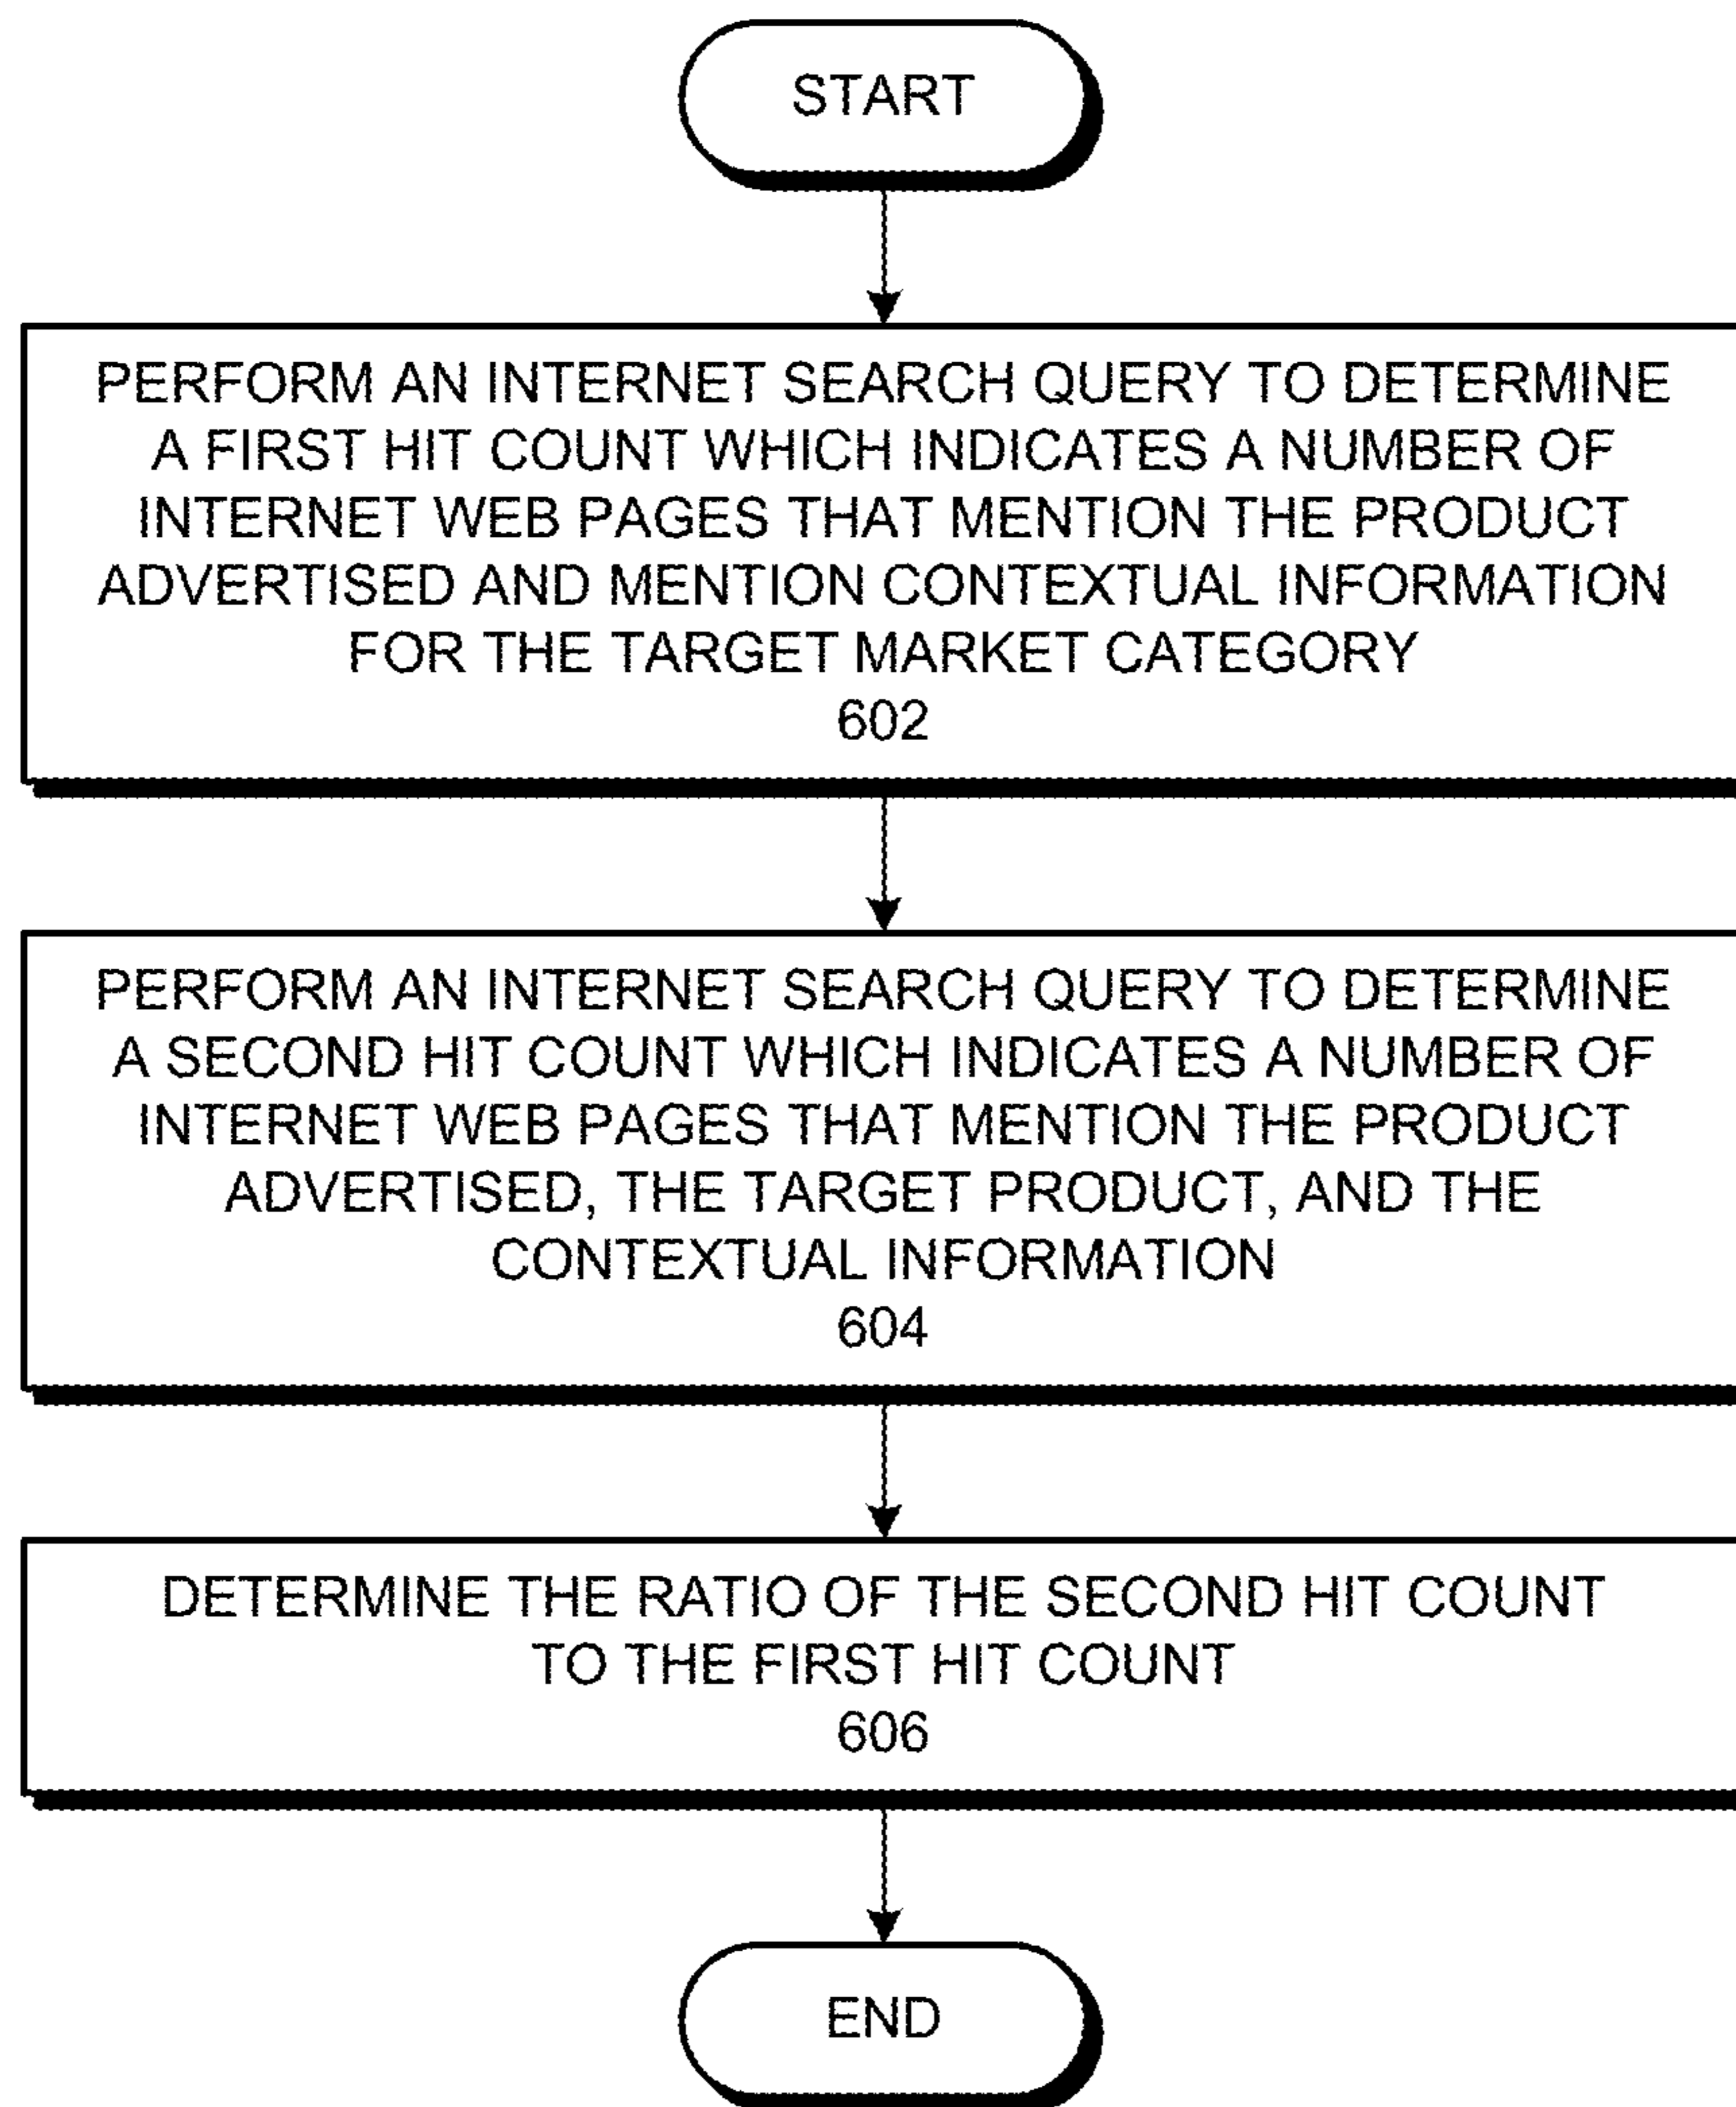 START
PERFORM AN INTERNET SEARCH QUERY TO DETERMINE
A FIRST HIT COUNT WHICH INDICATES A NUMBER OF
INTERNET WEB PAGES THAT MENTION THE PRODUCT
ADVERTISED AND MENTION CONTEXTUAL INFORMATION
FOR THE TARGET MARKET CATEGORY
602
PERFORM AN INTERNET SEARCH QUERY TO DETERMINE
A SECOND HIT COUNT WHICH INDICATES A NUMBER OF
INTERNET WEB PAGES THAT MENTION THE PRODUCT
ADVERTISED, THE TARGET PRODUCT, AND THE
CONTEXTUAL INFORMATION
604
DETERMINE THE RATIO OF THE SECOND HIT COUNT
TO THE FIRST HIT COUNT
606
END